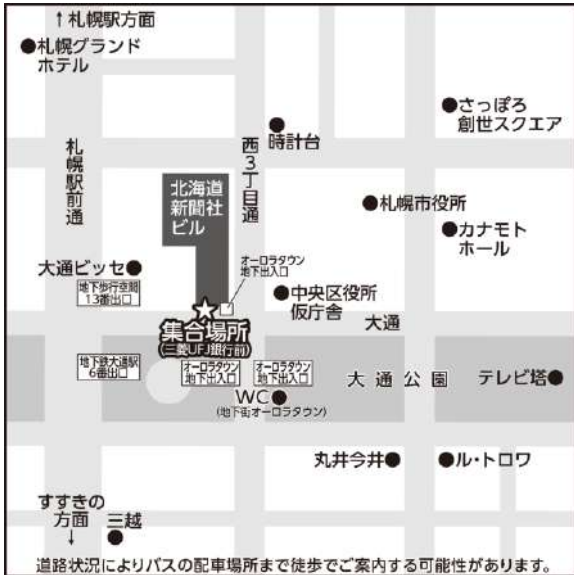 ↑札幌駅方面
●札幌グランド
ホテル
●さっぽろ
創世スクエア
時計台
札幌駅前通
西3丁目通
北海道
新聞社
ビル
●札幌市役所
●カナモト
ホール
大通ビッセ●
オーロラタウン
地下出入口
地下歩行空間
13番出口
●中央区役所
仮庁舎
大通
集合場所
(三菱UFJ銀行前)
地下鉄大通駅
6番出口
オーロラタウン
地下出入口
オーロラタウン
地下出入口
大通公園
テレビ塔●
WC●
(地下街オーロラタウン)
丸井今井●
●ル・トロワ
すすきの
方面
↓
三越
道路状況によりバスの配車場所まで徒歩でご案内する可能性があります。